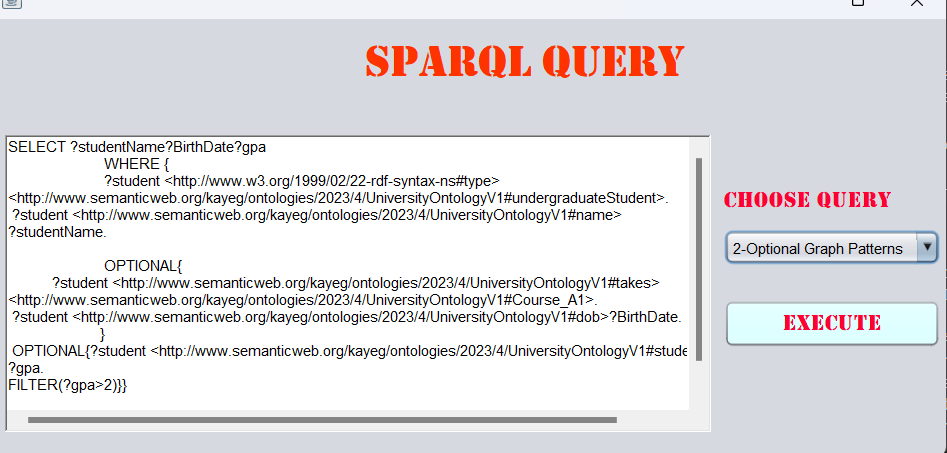 SPARQL QUERY
SELECT ?studentName?BirthDate?gpa
WHERE {
?student <http://www.w3.org/1999/02/22-rdf-syntax-ns#type>
<http://www.semanticweb.org/kayeg/ontologies/2023/4/UniversityOntologyV1#undergraduateStudent>.
?student <http://www.semanticweb.org/kayeg/ontologies/2023/4/UniversityOntologyV1#name>
?studentName.
OPTIONAL{
?student <http://www.semanticweb.org/kayeg/ontologies/2023/4/UniversityOntologyV1#takes>
<http://www.semanticweb.org/kayeg/ontologies/2023/4/UniversityOntologyV1#Course_A1>.
?student <http://www.semanticweb.org/kayeg/ontologies/2023/4/UniversityOntologyV1#dob>?BirthDate.
}
OPTIONAL{?student <http://www.semanticweb.org/kayeg/ontologies/2023/4/UniversityOntologyV1#stude
?gpa.
FILTER(?gpa>2)}}
CHOOSE QUERY
2-Optional Graph Patterns
EXECUTE